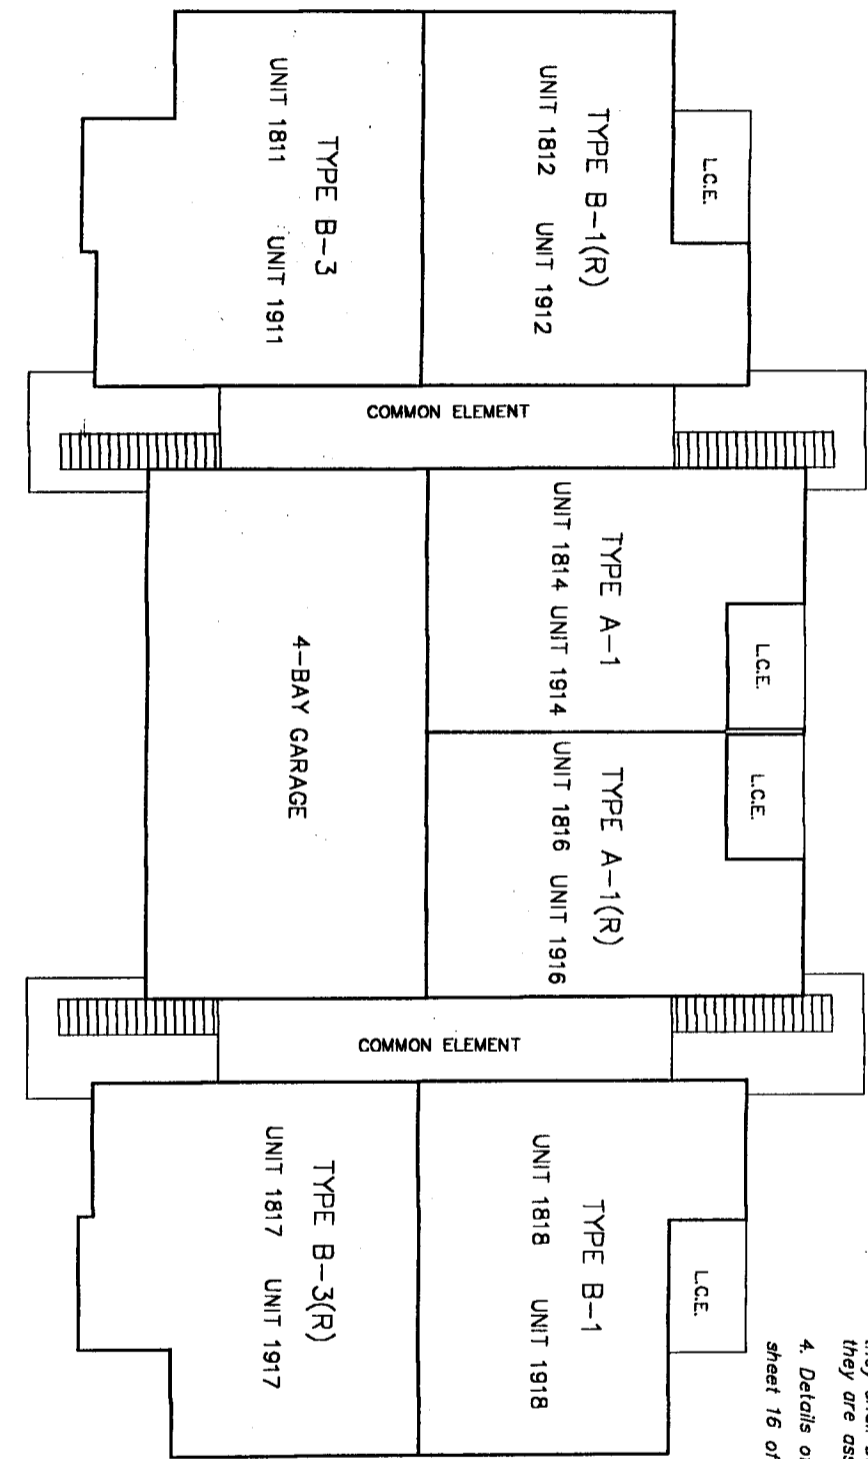 L.C.E.
TYPE B-1(R)
UNIT 1812 UNIT 1912
TYPE B-3
UNIT 1811 UNIT 1911
COMMON ELEMENT
L.C.E.
L.C.E.
TYPE A-1
UNIT 1814 UNIT 1914
TYPE A-1(R)
UNIT 1816 UNIT 1916
4-BAY GARAGE
COMMON ELEMENT
L.C.E.
TYPE B-1
UNIT 1818 UNIT 1918
TYPE B-3(R)
UNIT 1817 UNIT 1917
they are
4. Details
sheet 16 of